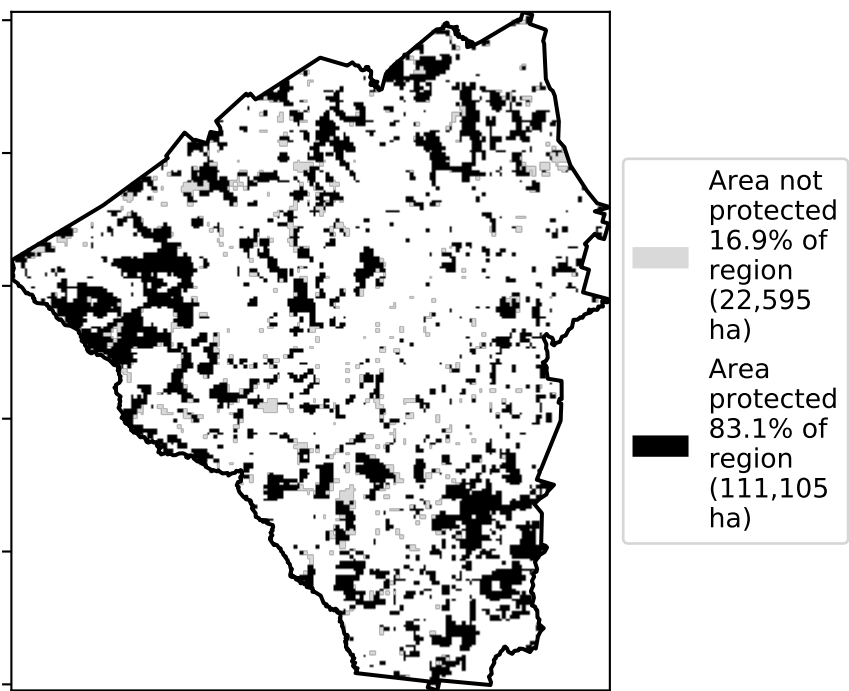 Area not
protected
16.9% of
region
(22,595
ha)
Area
protected
83.1% of
region
(111,105
ha)